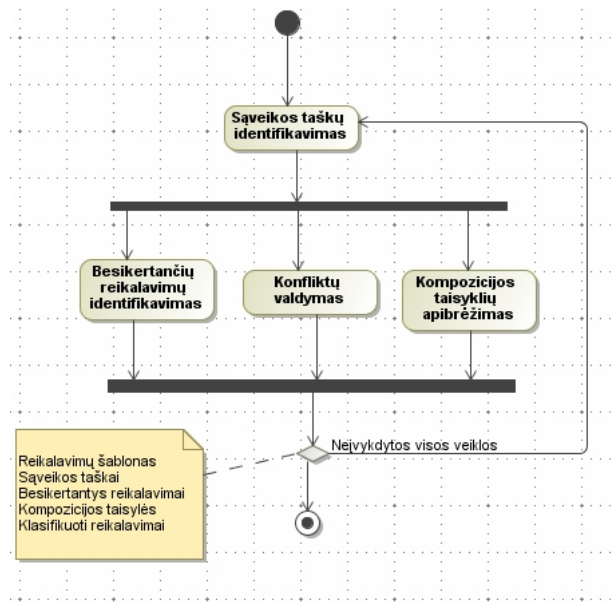 Sąveikos taškų
identifikavimas
Besikertančių
reikalavimų
identifikavimas
Konfliktų
valdymas
Kompozicijos
taisyklių
apibrėžimas
Neįvykdytos visos veiklos
Reikalavimų šablonas
Sąveikos taškai
Besikertantys reikalavimai
Kompozicijos taisylės
Klasifikuoti reikalavimai